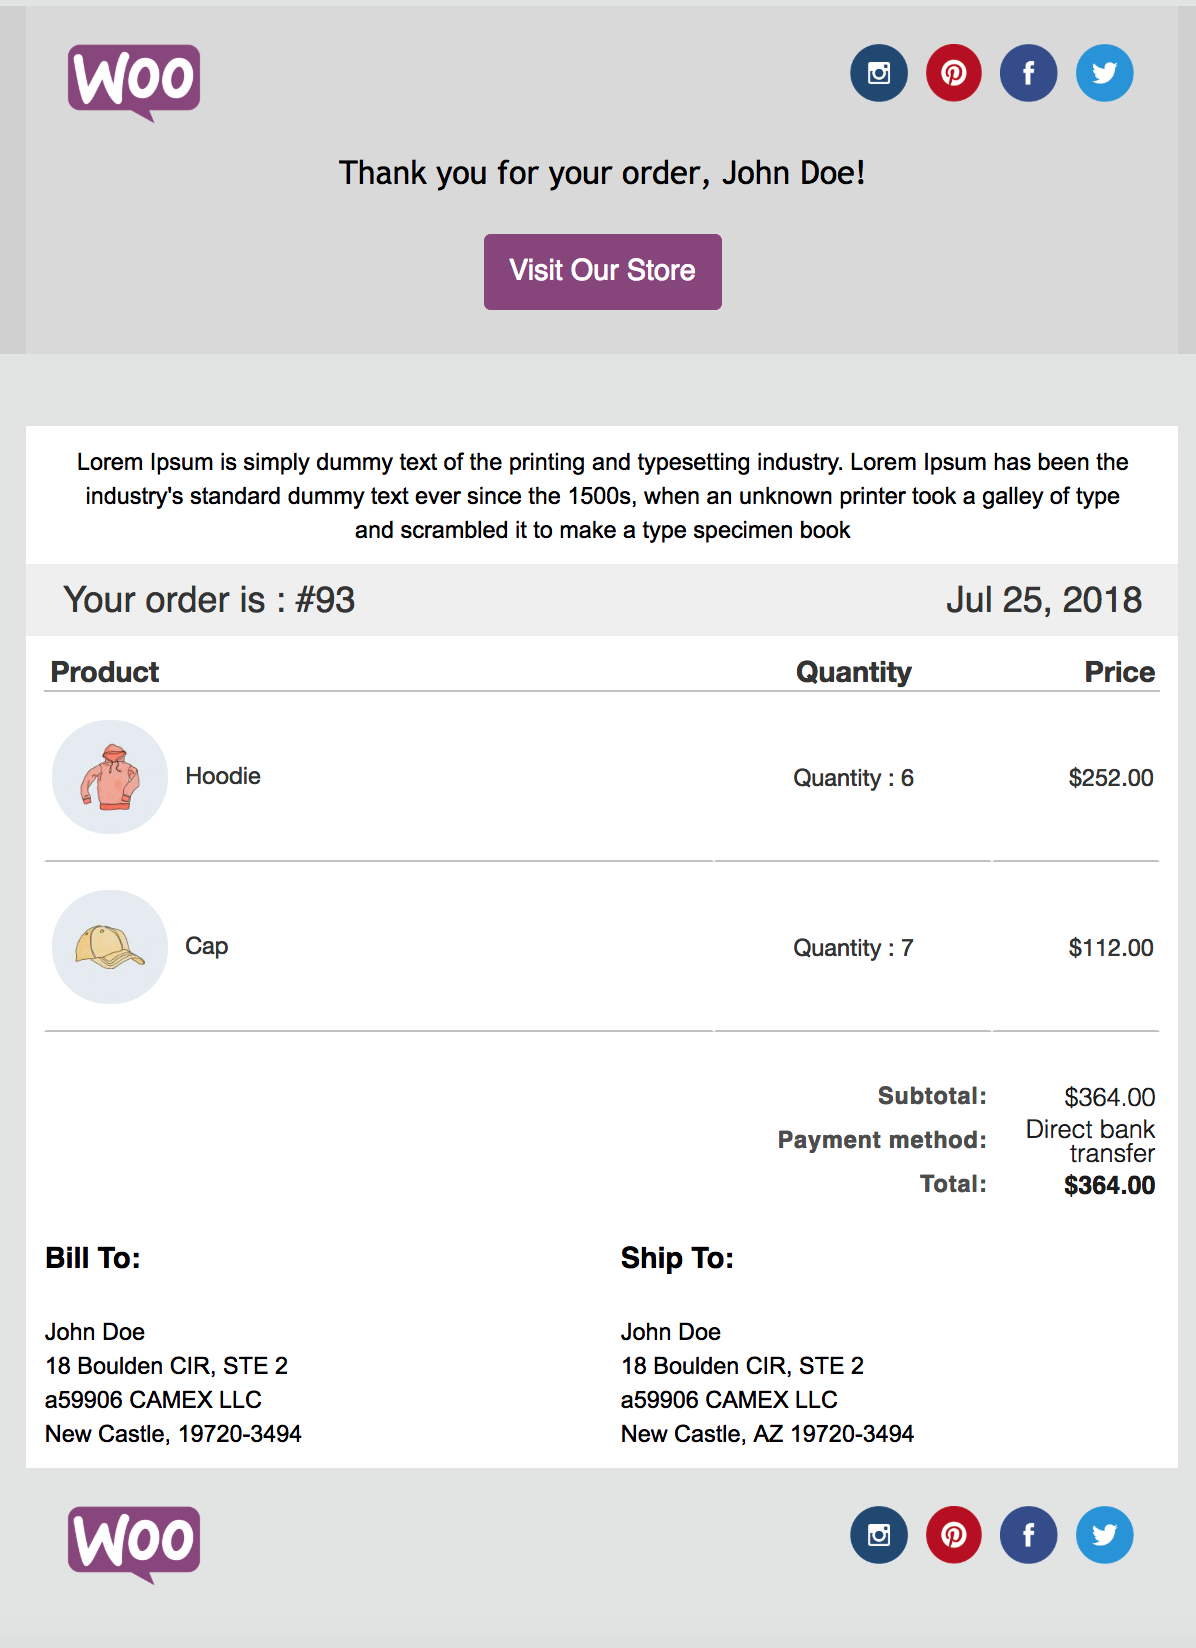 Woo
Thank you for your order, John Doe!
Visit Our Store
Lorem Ipsum is simply dummy text of the printing and typesetting industry. Lorem Ipsum has been the
industry's standard dummy text ever since the 1500s, when an unknown printer took a galley of type
and scrambled it to make a type specimen book
Your order is : #93 Jul 25, 2018
Product Quantity Price
Hoodie Quantity : 6 $252.00
Cap Quantity : 7 $112.00
Subtotal: $364.00
Payment method: Direct bank
transfer
Total: $364.00
Bill To:
John Doe
18 Boulden CIR, STE 2
a59906 CAMEX LLC
New Castle, 19720-3494
Ship To:
John Doe
18 Boulden CIR, STE 2
a59906 CAMEX LLC
New Castle, AZ 19720-3494
Woo